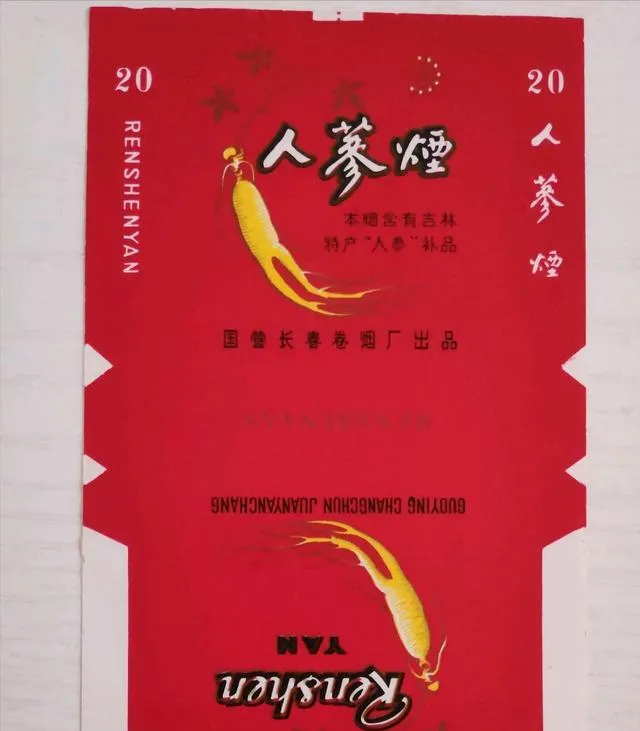 20
RENSHENYAN
人蔘煙
本烟含有吉林
特产“人参”补品
国营长春卷烟厂出品
20
人蔘煙
GUOYING CHANGCHUN JUANYANCHANG
YAN
Renshen